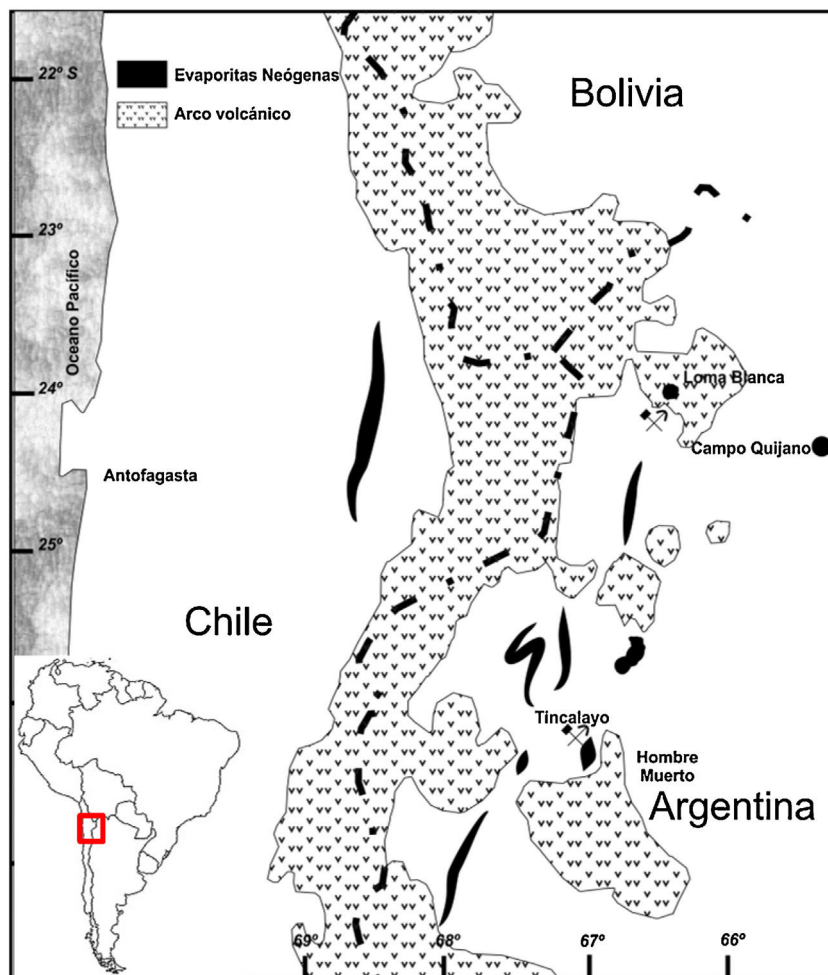 22º S
Evaporitas Neógenas
Arco volcánico
Bolivia
23º
Oceano Pacífico
24º
Loma Blanca
Campo Quijano
Antofagasta
25º
Chile
Tincalayo
Hombre
Muerto
Argentina
69º
68º
67º
66º